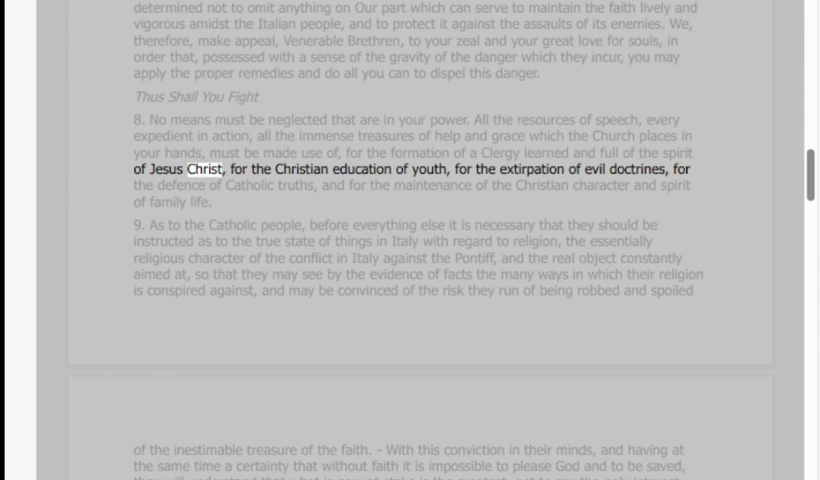 determined not to omit anything on Our part which can serve to maintain the faith lively and
vigorous amidst the Italian people, and to protect it against the assaults of its enemies. We,
therefore, make appeal, Venerable Brethren, to your zeal and your great love for souls, in
order that, possessed with a sense of the gravity of the danger which they incur, you may
apply the proper remedies and do all you can to dispel this danger.
Thus Shall You Fight
8. No means must be neglected that are in your power. All the resources of speech, every
expedient in action, all the immense treasures of help and grace which the Church places in
your hands, must be made use of, for the formation of a Clergy learned and full of the spirit
of Jesus Christ, for the Christian education of youth, for the extirpation of evil doctrines, for
the defence of Catholic truths, and for the maintenance of the Christian character and spirit
of family life.
9. As to the Catholic people, before everything else it is necessary that they should be
instructed as to the true state of things in Italy with regard to religion, the essentially
religious character of the conflict in Italy against the Pontiff, and the real object constantly
aimed at, so that they may see by the evidence of facts the many ways in which their religion
is conspired against, and may be convinced of the risk they run of being robbed and spoiled
of the inestimable treasure of the faith. - With this conviction in their minds, and having at
the same time a certainty that without faith it is impossible to please God and to be saved,